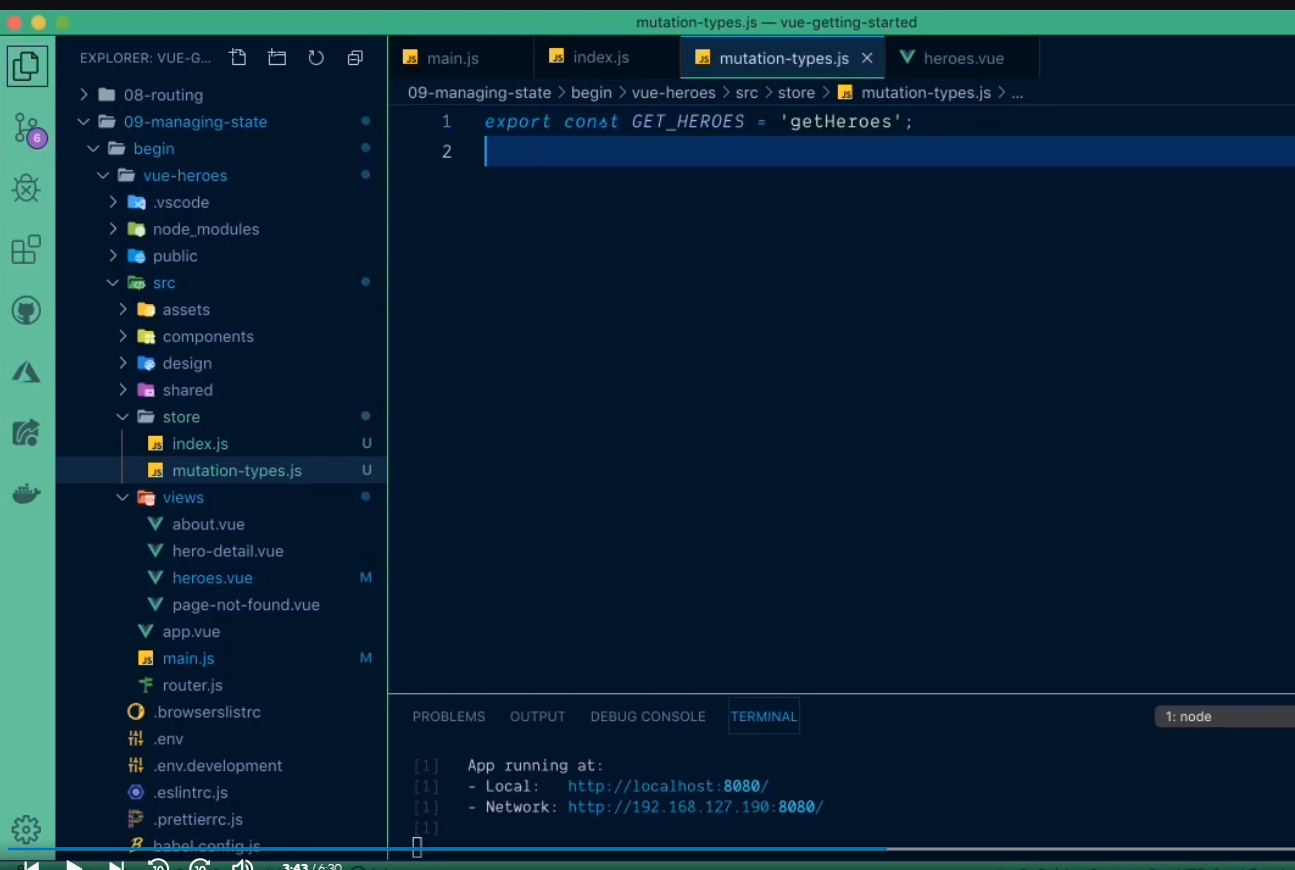 mutation-types.js — vue-getting-started
EXPLORER: VUE-G...
main.js
index.js
mutation-types.js
heroes.vue
09-managing-state > begin > vue-heroes > src > store > mutation-types.js > ...
08-routing
09-managing-state
begin
vue-heroes
.vscode
node_modules
public
src
assets
components
design
shared
store
index.js U
mutation-types.js U
views
about.vue
hero-detail.vue
heroes.vue M
page-not-found.vue
app.vue
main.js M
router.js
.browserslistrc
.env
.env.development
.eslintrc.js
.prettierrc.js
babel.config.js
6
1 export const GET_HEROES = 'getHeroes';
2
PROBLEMS OUTPUT DEBUG CONSOLE TERMINAL 1: node
[1] App running at:
[1] - Local: http://localhost:8080/
[1] - Network: http://192.168.127.190:8080/
[1]
10 10 3:43 / 6:30